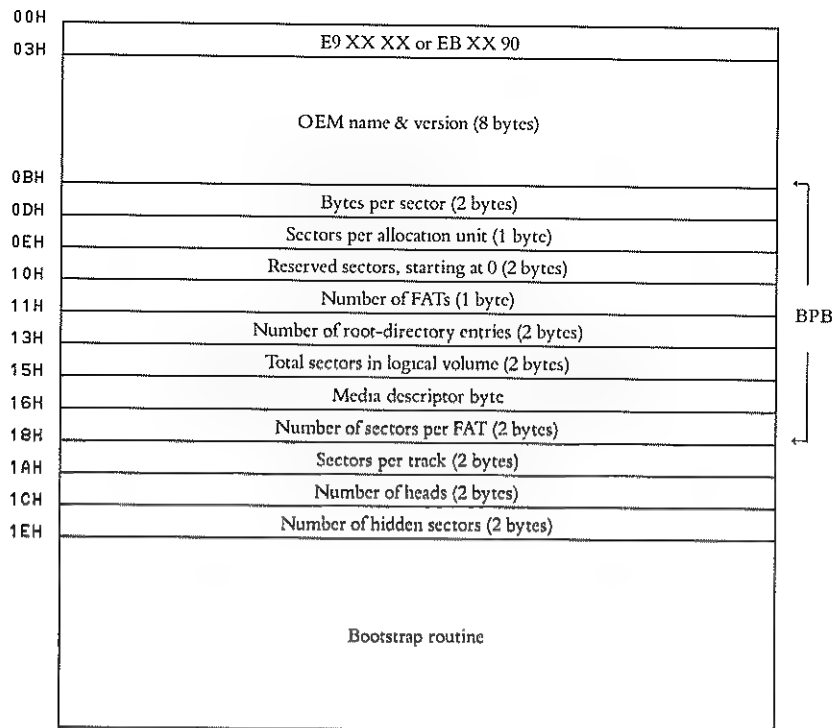 00H
E9 XX XX or EB XX 90
03H
OEM name & version (8 bytes)
0BH
Bytes per sector (2 bytes)
0DH
Sectors per allocation unit (1 byte)
0EH
Reserved sectors, starting at 0 (2 bytes)
10H
Number of FATs (1 byte)
11H
BPB
Number of root-directory entries (2 bytes)
13H
Total sectors in logical volume (2 bytes)
15H
Media descriptor byte
16H
Number of sectors per FAT (2 bytes)
18H
Sectors per track (2 bytes)
1AH
Number of heads (2 bytes)
1CH
Number of hidden sectors (2 bytes)
1EH
Bootstrap routine